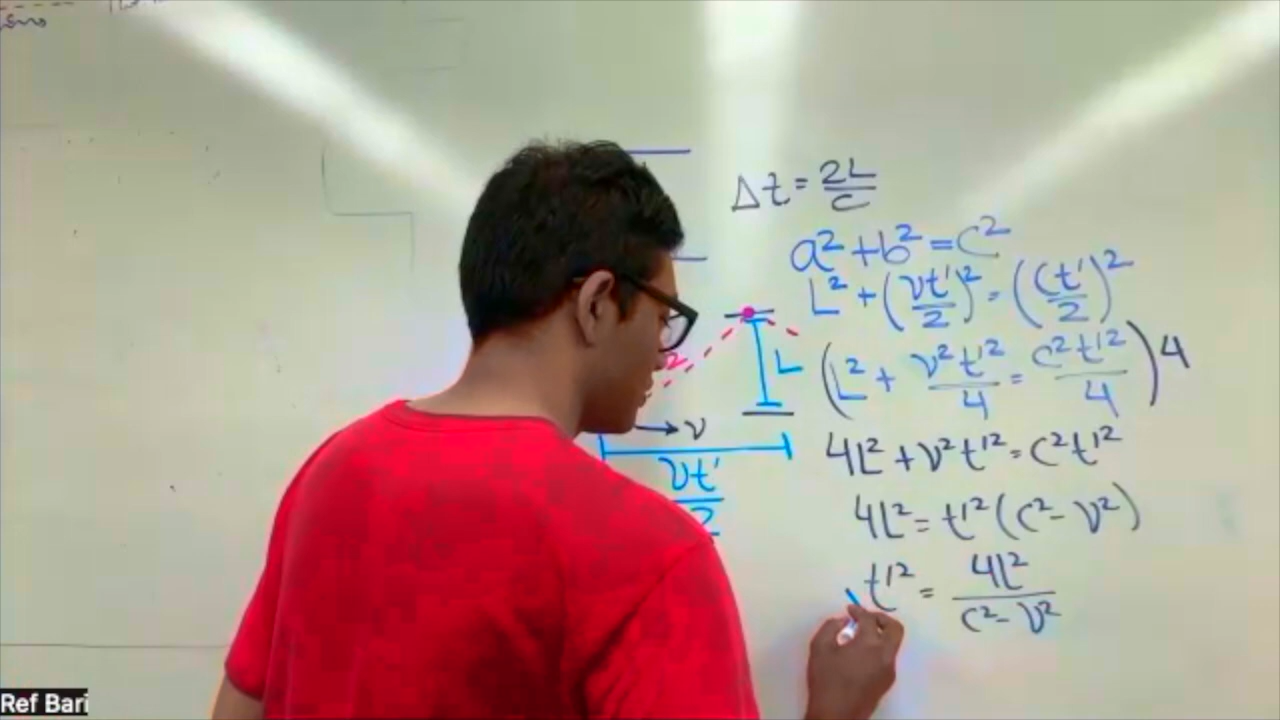 Δt = 2L/c
a² + b² = c²
L² + (vt'/2)² = (ct'/2)²
(L² + v²t'²/4 = c²t'²/4)4
L
4L² + v²t'² = c²t'²
v
vt'/2
4L² = t'²(c² - v²)
t'² = 4L²/(c² - v²)
Ref Bari